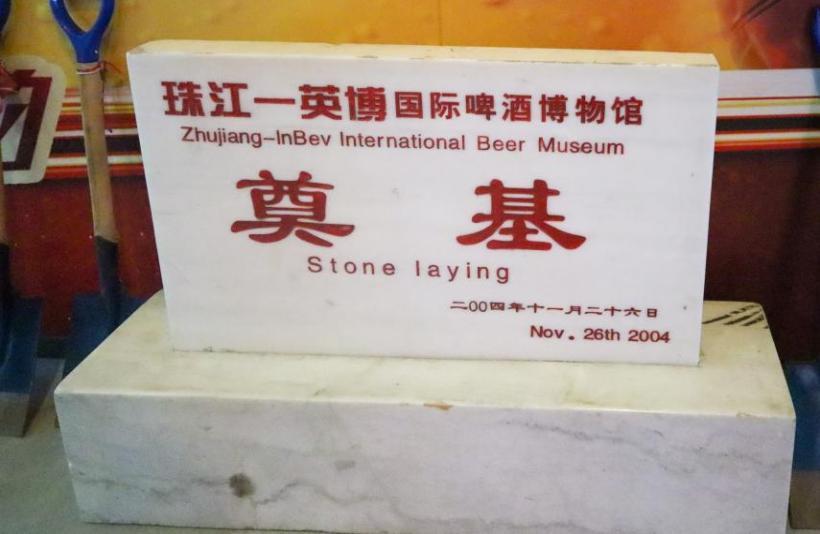 珠江一英博国际啤酒博物馆
Zhujiang-InBev International Beer Museum
奠 基
Stone laying
二00四年十一月二十六日
Nov. 26th 2004